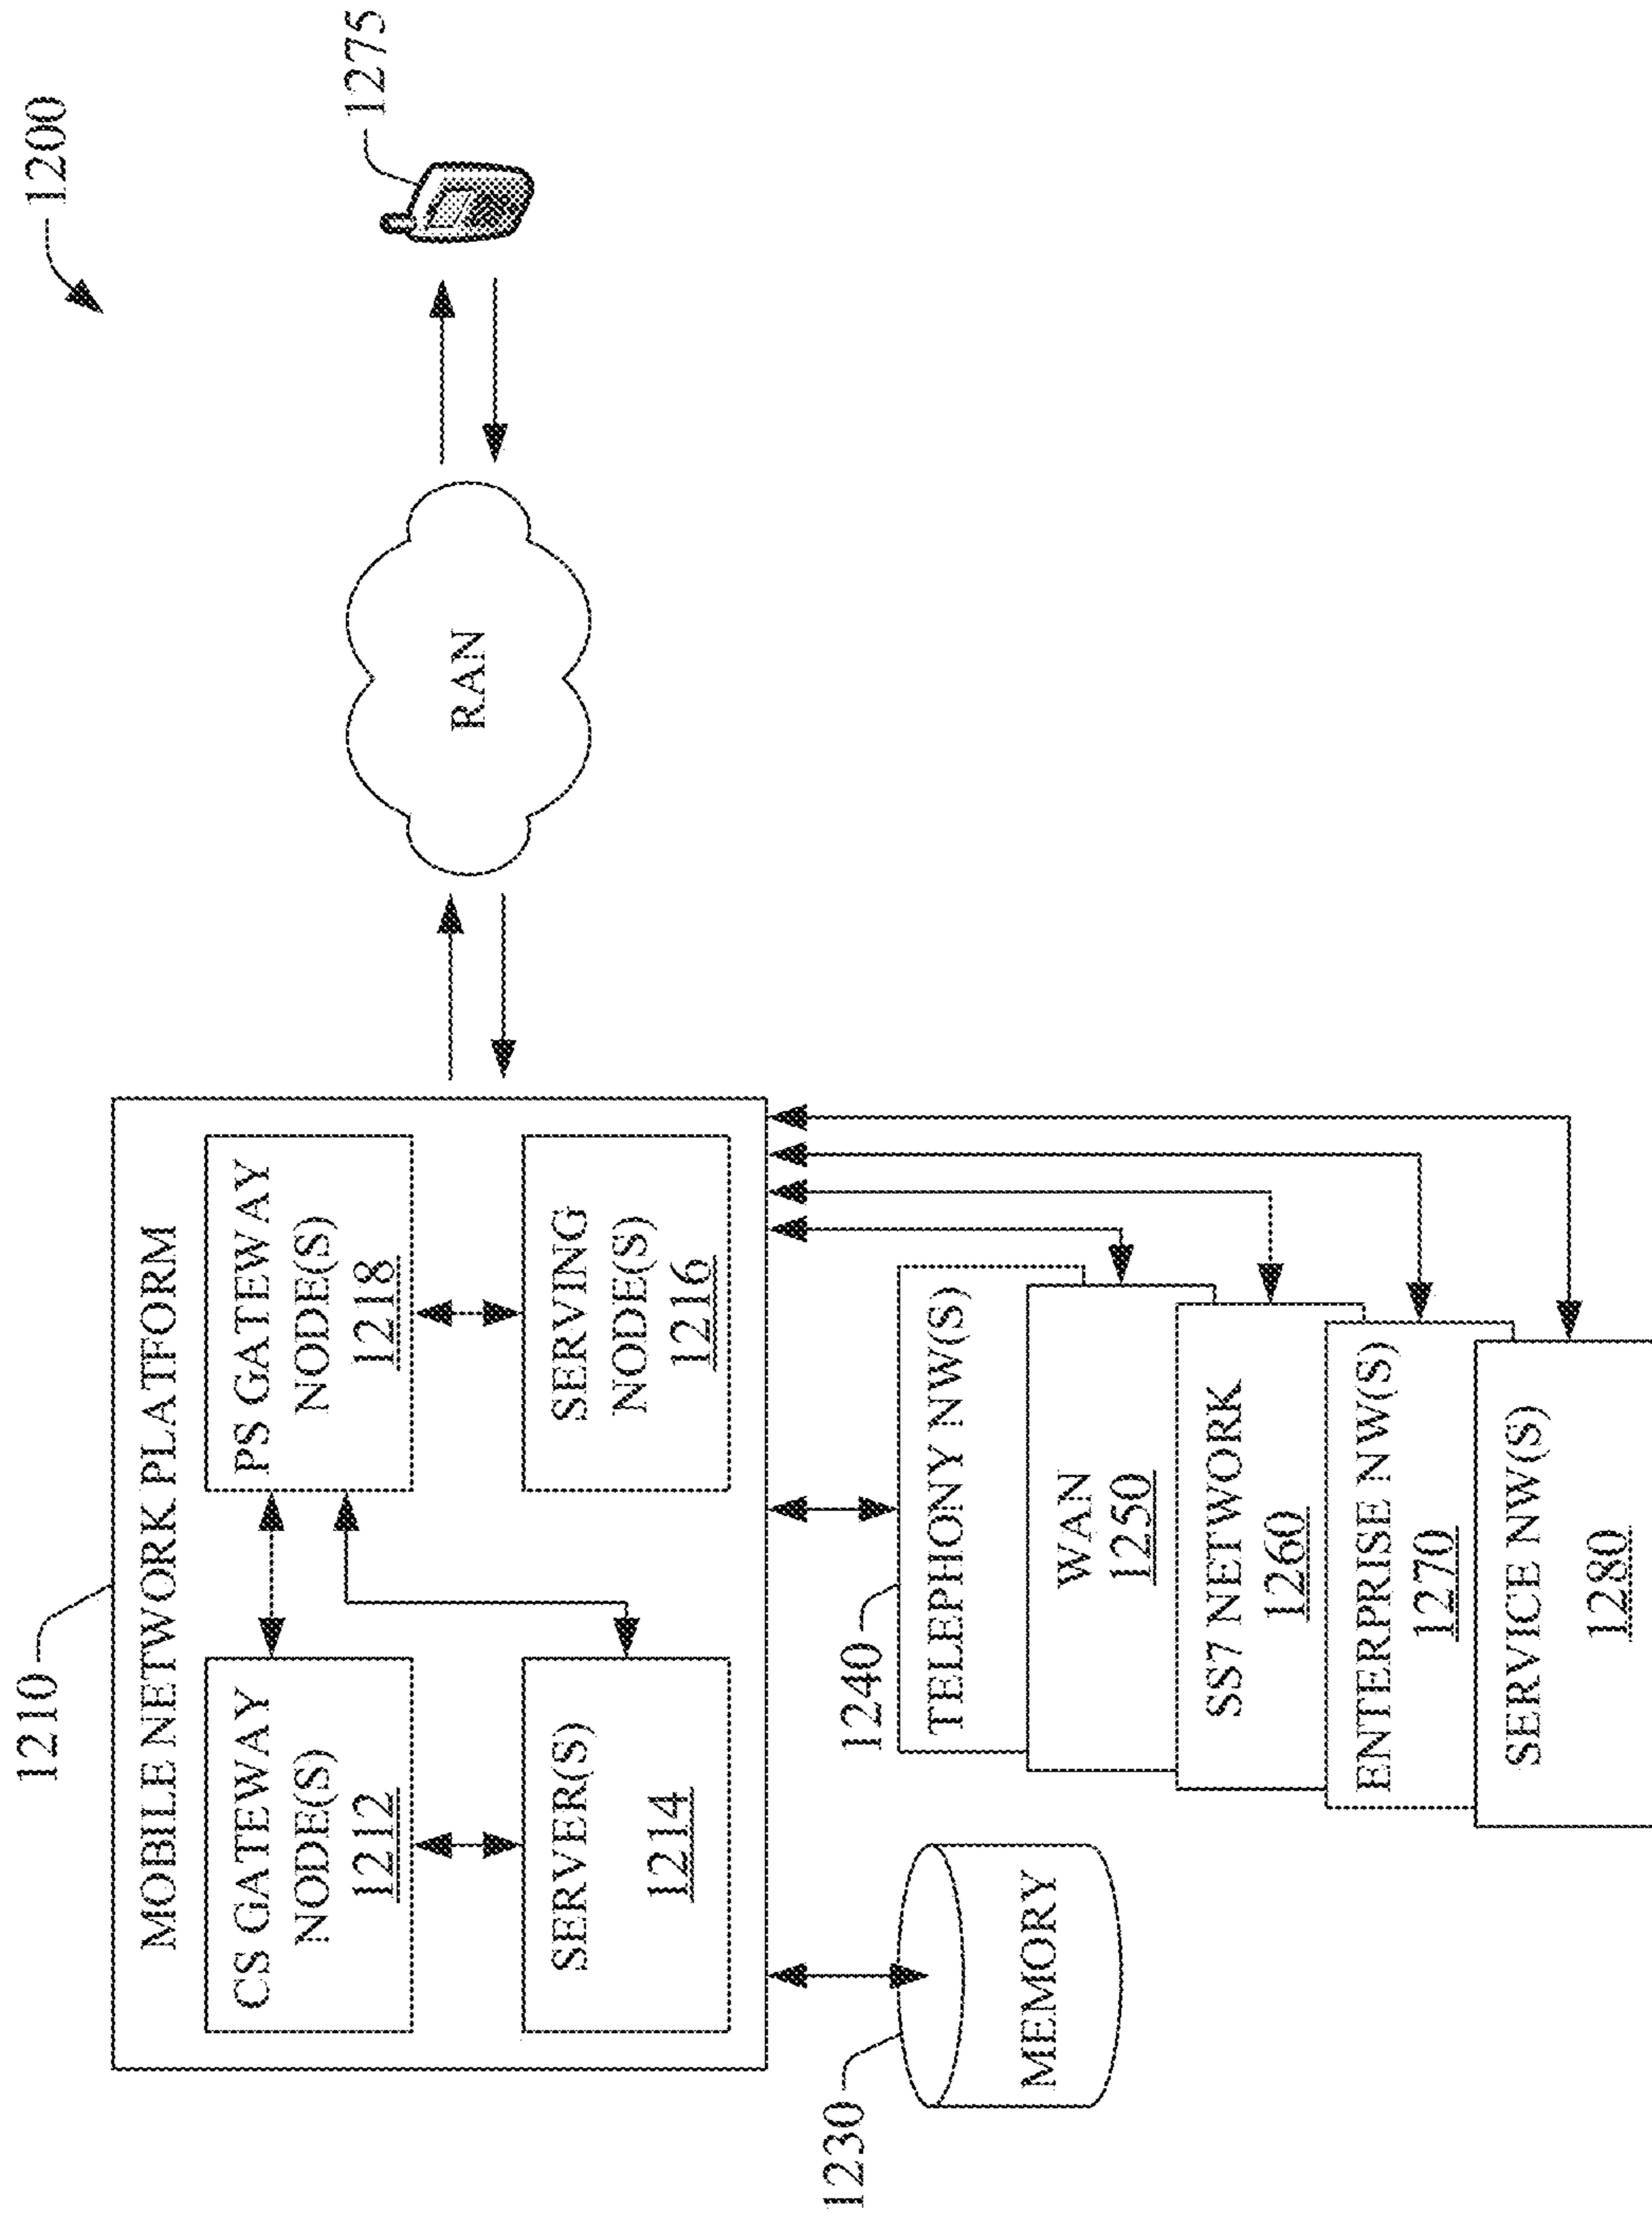 1200
1210
MOBILE NETWORK PLATFORM
CS GATEWAY
NODE(S)
1212
PS GATEWAY
NODE(S)
1218
SERVER(S)
1214
SERVING
NODE(S)
1216
RAN
1275
1230
MEMORY
1240
TELEPHONY NW(S)
WAN
1250
SS7 NETWORK
1260
ENTERPRISE NW(S)
1270
SERVICE NW(S)
1280